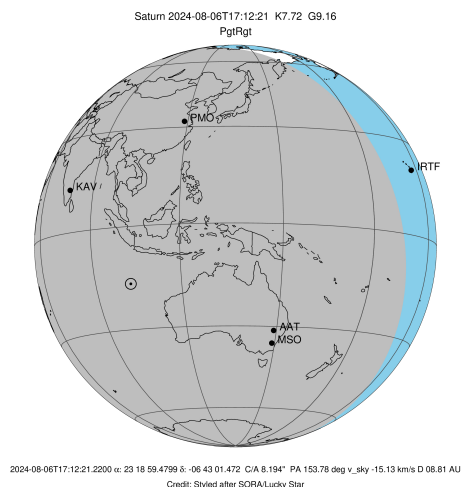 Saturn 2024-08-06T17:12:21 K7.72 G9.16
PgtRgt
PMO
IRTF
KAV
AAT
MSO
2024-08-06T17:12:21.2200 α: 23 18 59.4799 δ: -06 43 01.472 C/A 8.194" PA 153.78 deg v_sky -15.13 km/s D 08.81 AU
Credit: Styled after SORA/Lucky Star